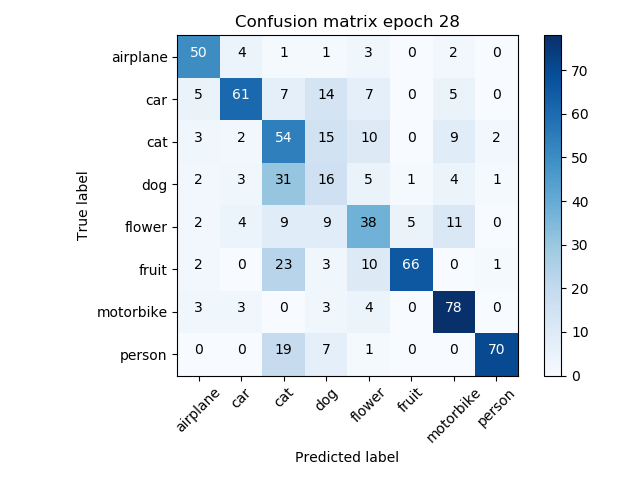 Confusion matrix epoch 28
airplane 50 4 1 1 3 0 2 0
car 5 61 7 14 7 0 5 0
cat 3 2 54 15 10 0 9 2
dog 2 3 31 16 5 1 4 1
flower 2 4 9 9 38 5 11 0
fruit 2 0 23 3 10 66 0 1
motorbike 3 3 0 3 4 0 78 0
person 0 0 19 7 1 0 0 70
True label
airplane car cat dog flower fruit motorbike person
Predicted label
70
60
50
40
30
20
10
0